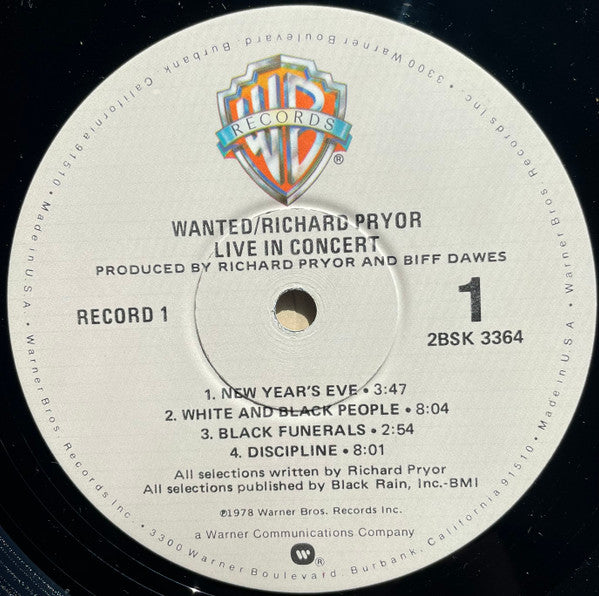 WB
RECORDS
®
WANTED/RICHARD PRYOR
LIVE IN CONCERT
PRODUCED BY RICHARD PRYOR AND BIFF DAWES
RECORD 1
1
2BSK 3364
1. NEW YEAR'S EVE • 3:47
2. WHITE AND BLACK PEOPLE • 8:04
3. BLACK FUNERALS • 2:54
4. DISCIPLINE • 8:01
All selections written by Richard Pryor
All selections published by Black Rain, Inc.-BMI
℗1978 Warner Bros. Records Inc.
a Warner Communications Company
W ®
Warner Bros. Records Inc. • 3300 Warner Boulevard, Burbank, California 91510 • Made in U.S.A. • Warner Bros. Records Inc. • 3300 Warner Boulevard, Burbank, California 91510 • Made in U.S.A. •